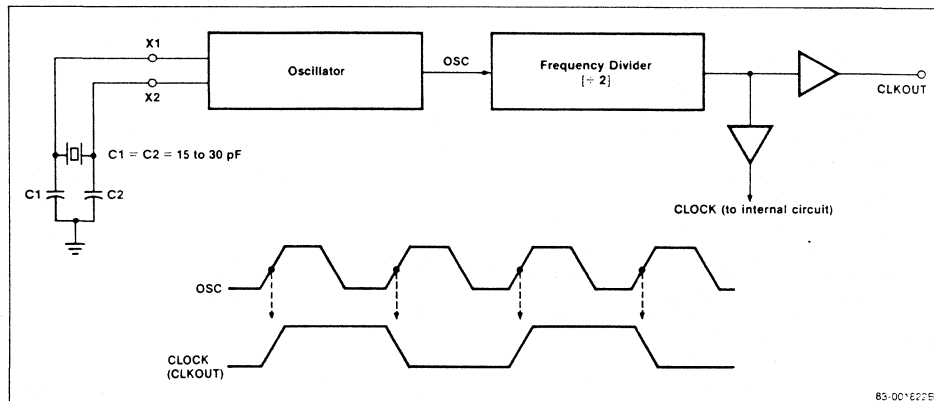 X1
X2
Oscillator
OSC
Frequency Divider
[÷ 2]
CLKOUT
C1 = C2 = 15 to 30 pF
C1
C2
CLOCK (to internal circuit)
OSC
CLOCK
(CLKOUT)